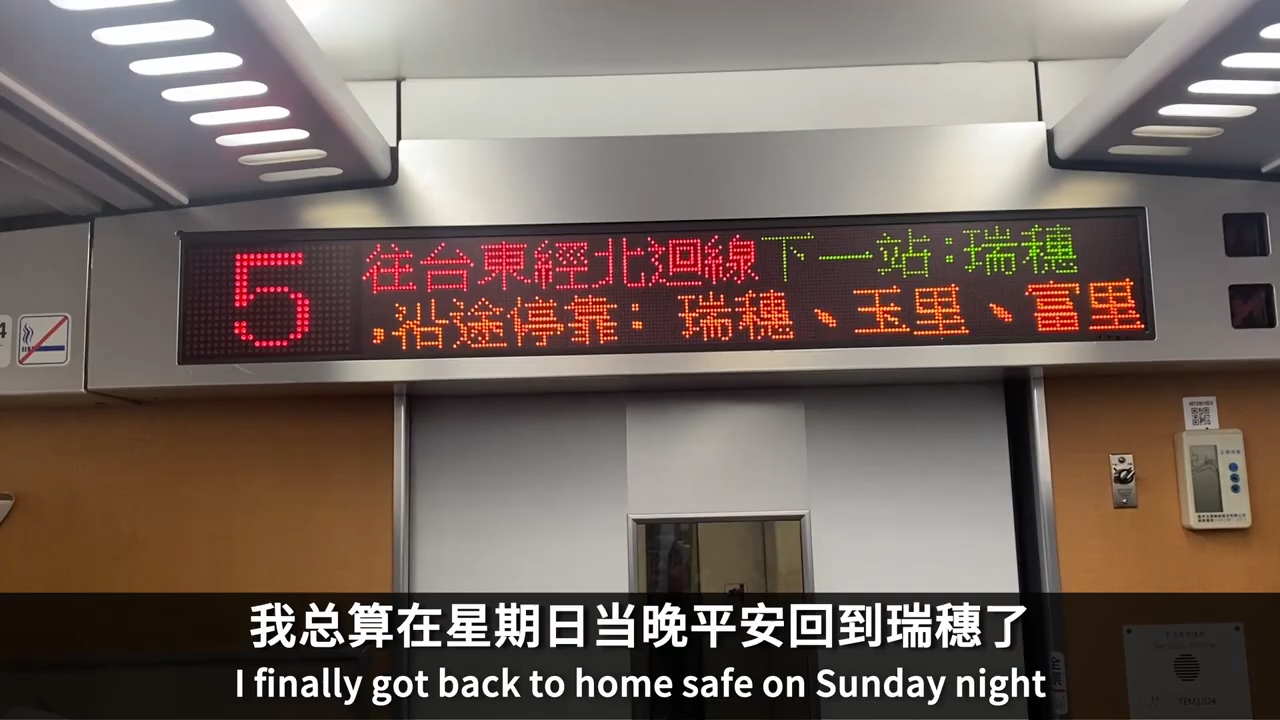 5
往台東經北迴線下一站：瑞穗
沿途停靠： 瑞穗、玉里、富里
4
我总算在星期日当晚平安回到瑞穗了
I finally got back to home safe on Sunday night
TEM1024